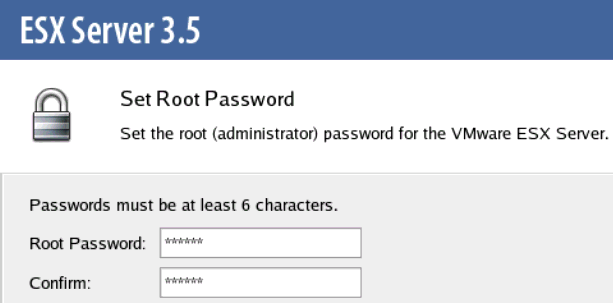 ESX Server 3.5
Set Root Password
Set the root (administrator) password for the VMware ESX Server.
Passwords must be at least 6 characters.
Root Password: ******
Confirm: ******